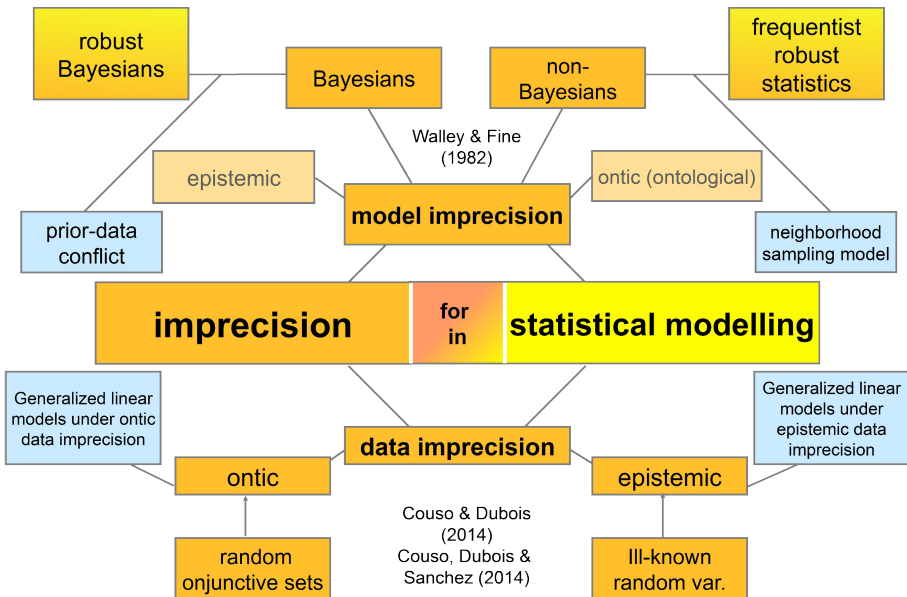 robust
Bayesians
Bayesians
non-
Bayesians
frequentist
robust
statistics
Walley & Fine
(1982)
epistemic
ontic (ontological)
model imprecision
prior-data
conflict
neighborhood
sampling model
imprecision
for
in
statistical modelling
Generalized linear
models under ontic
data imprecision
Generalized linear
models under
epistemic data
imprecision
data imprecision
ontic
epistemic
Couso & Dubois
(2014)
Couso, Dubois &
Sanchez (2014)
random
onjunctive sets
Ill-known
random var.